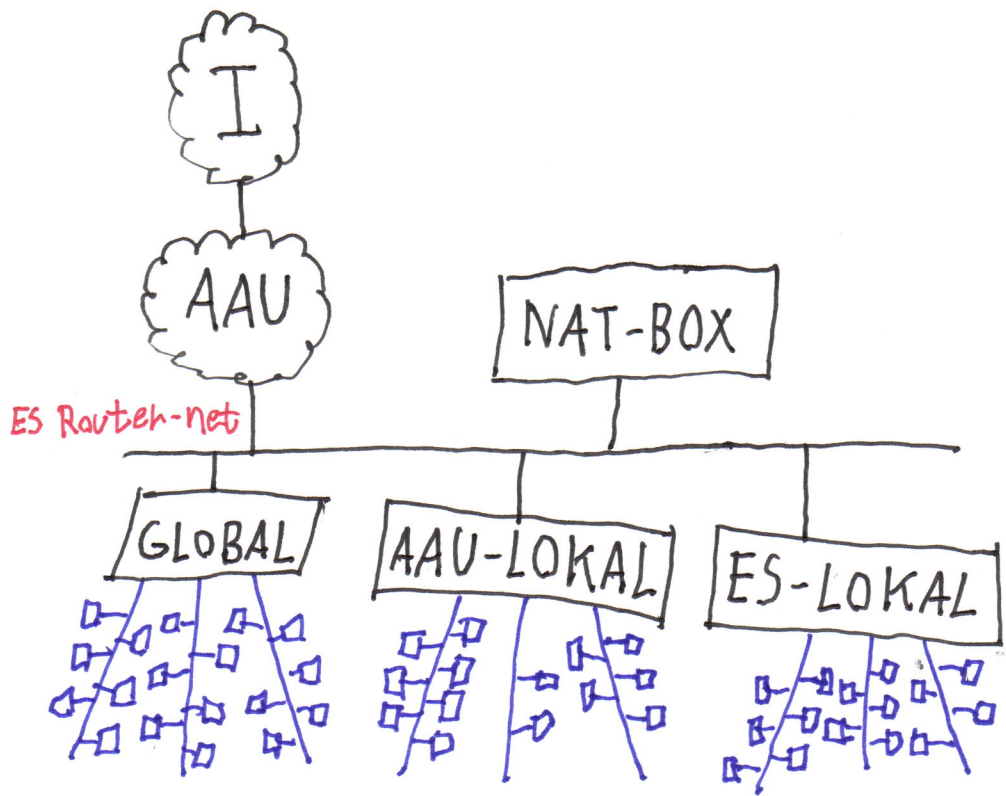 I
AAU
NAT-BOX
ES Router-net
GLOBAL
AAU-LOKAL
ES-LOKAL